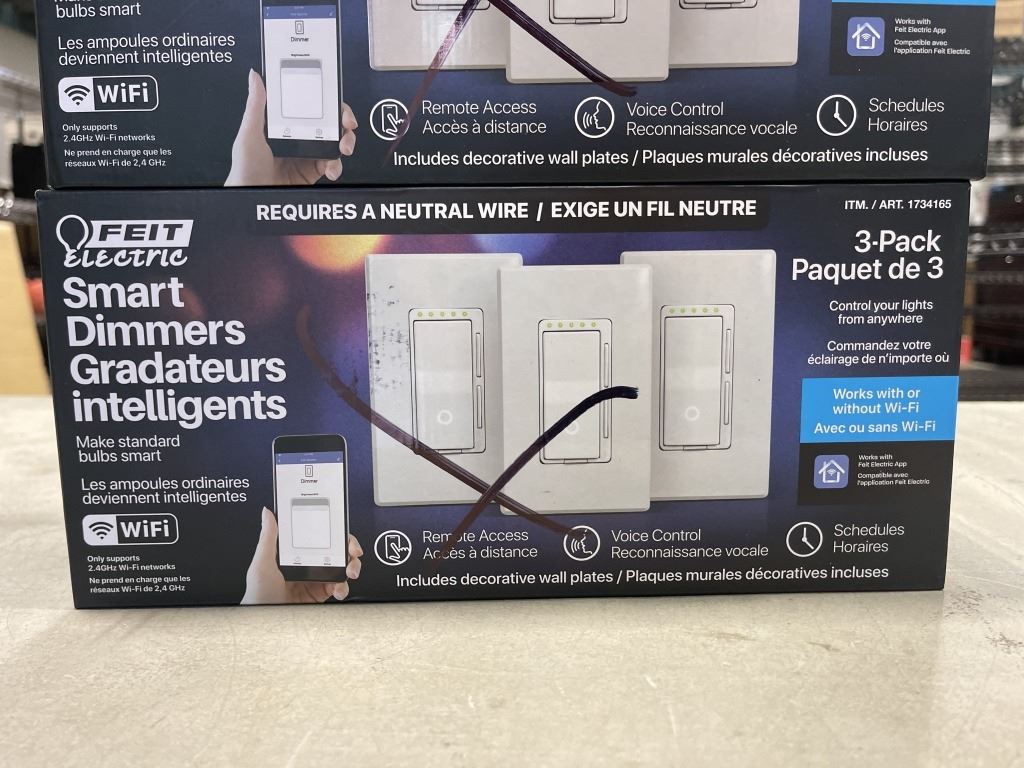 bulbs smart
Les ampoules ordinaires
deviennent intelligentes
WiFi
Only supports
2.4GHz Wi-Fi networks
Ne prend en charge que les
réseaux Wi-Fi de 2,4 GHz
Dimmer
Works with
Feit Electric App
Compatible avec
l'application Feit Electric
Remote Access
Accès à distance
Voice Control
Reconnaissance vocale
Schedules
Horaires
Includes decorative wall plates / Plaques murales décoratives incluses
REQUIRES A NEUTRAL WIRE / EXIGE UN FIL NEUTRE
ITM. / ART. 1734165
FEIT
Electric
Smart
Dimmers
Gradateurs
intelligents
3-Pack
Paquet de 3
Control your lights
from anywhere
Commandez votre
éclairage de n'importe où
Works with or
without Wi-Fi
Avec ou sans Wi-Fi
Works with
Feit Electric App
Compatible avec
l'application Feit Electric
Make standard
bulbs smart
Les ampoules ordinaires
deviennent intelligentes
WiFi
Only supports
2.4GHz Wi-Fi networks
Ne prend en charge que les
réseaux Wi-Fi de 2,4 GHz
Dimmer
Remote Access
Accès à distance
Voice Control
Reconnaissance vocale
Schedules
Horaires
Includes decorative wall plates / Plaques murales décoratives incluses